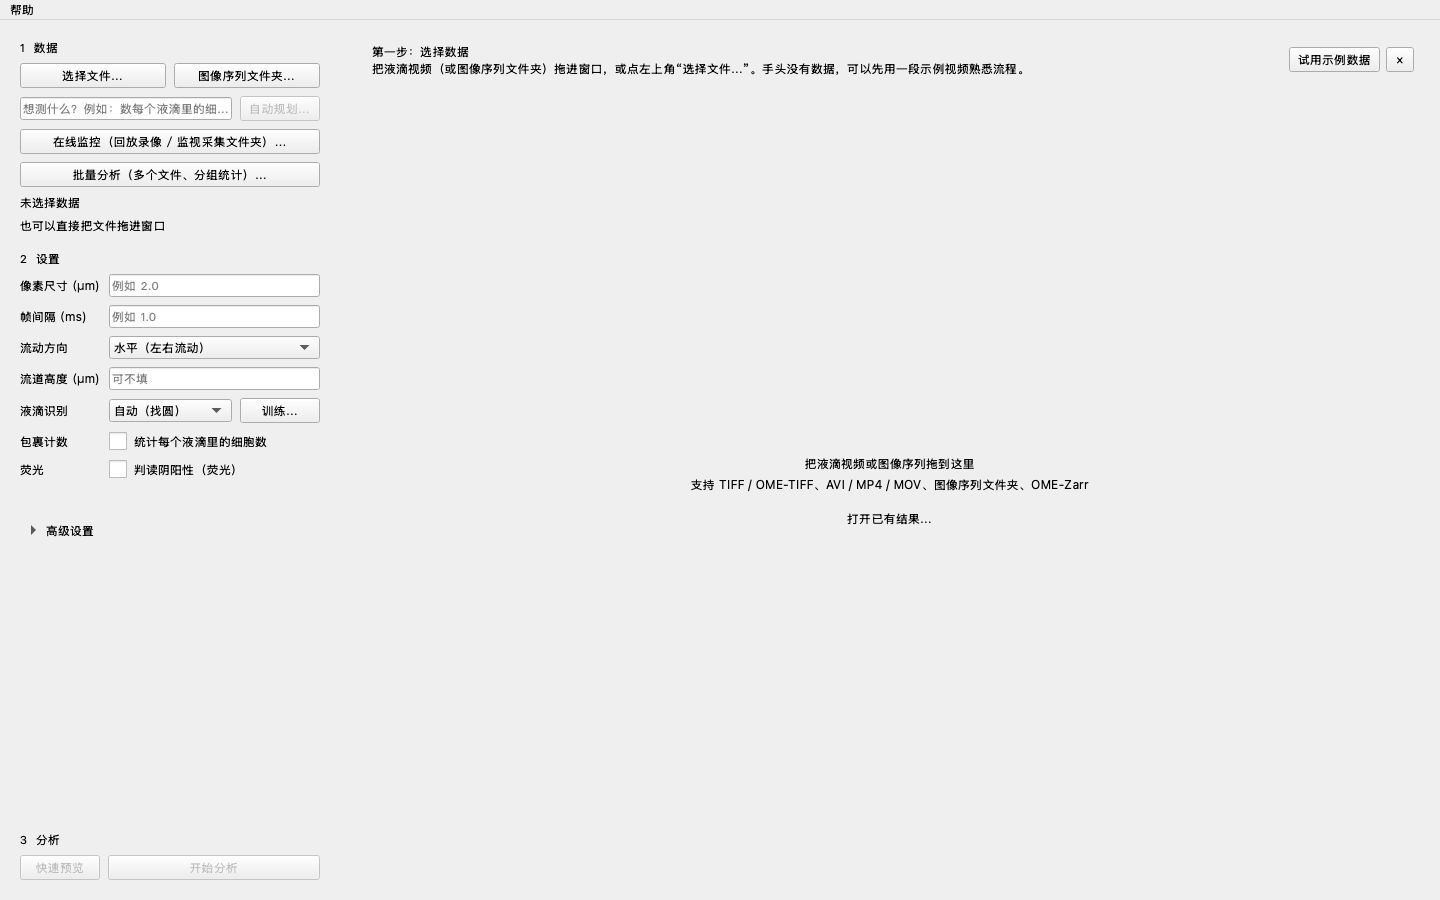 帮助
1 数据
选择文件...
图像序列文件夹...
想测什么？例如：数每个液滴里的细...
自动规划...
在线监控（回放录像 / 监视采集文件夹）...
批量分析（多个文件、分组统计）...
未选择数据
也可以直接把文件拖进窗口
2 设置
像素尺寸 (µm)
例如 2.0
帧间隔 (ms)
例如 1.0
流动方向
水平（左右流动）
流道高度 (µm)
可不填
液滴识别
自动（找圆）
训练...
包裹计数
统计每个液滴里的细胞数
荧光
判读阴阳性（荧光）
高级设置
3 分析
快速预览
开始分析
第一步：选择数据
把液滴视频（或图像序列文件夹）拖进窗口，或点左上角“选择文件...”。手头没有数据，可以先用一段示例视频熟悉流程。
试用示例数据
×
把液滴视频或图像序列拖到这里
支持 TIFF / OME-TIFF、AVI / MP4 / MOV、图像序列文件夹、OME-Zarr
打开已有结果...